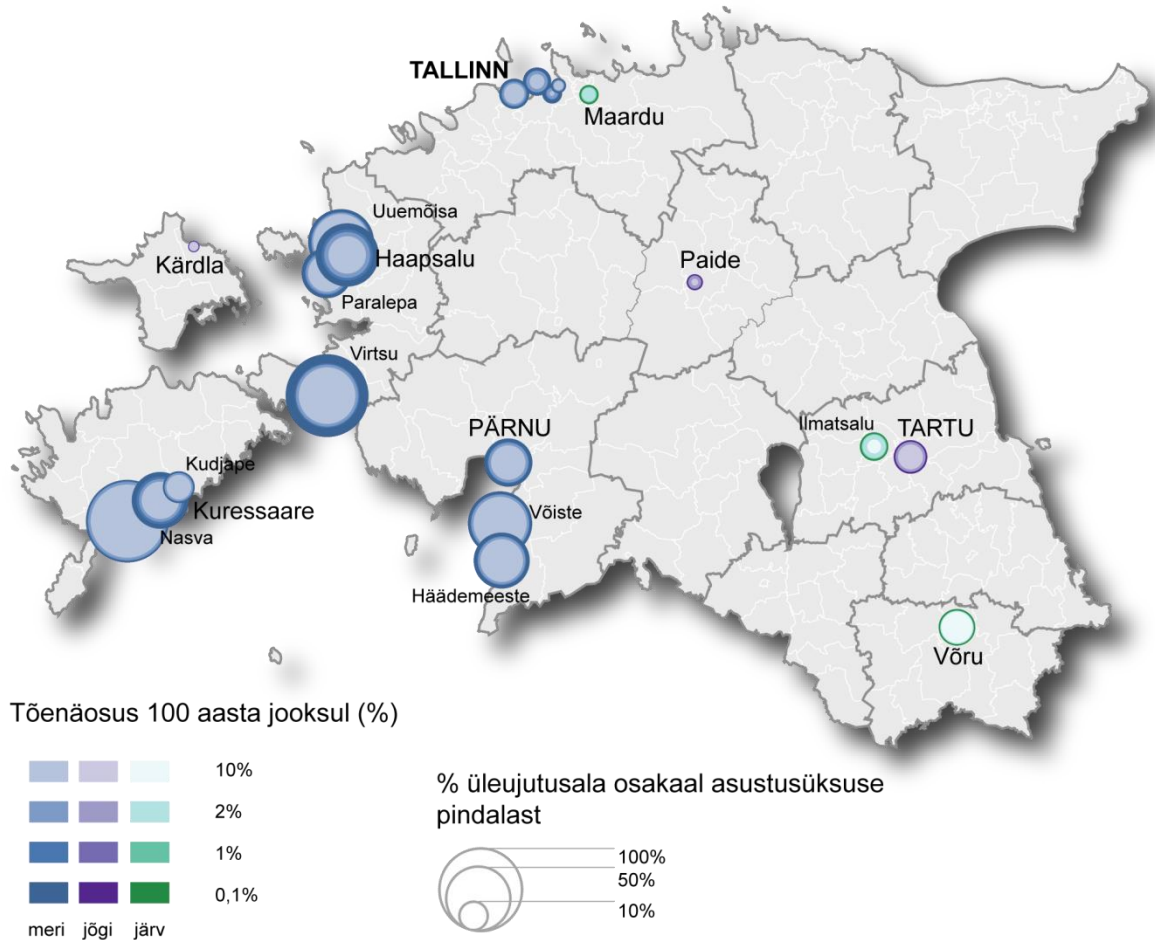 TALLINN
Maardu
Uuemõisa
Haapsalu
Kärdla
Paide
Paralepa
Virtsu
PÄRNU
Ilmatsalu
TARTU
Kudjape
Kuressaare
Nasva
Võiste
Häädemeeste
Võru
Tõenäosus 100 aasta jooksul (%)
10%
2%
1%
0,1%
meri jõgi järv
% üleujutusala osakaal asustusüksuse
pindalast
100%
50%
10%